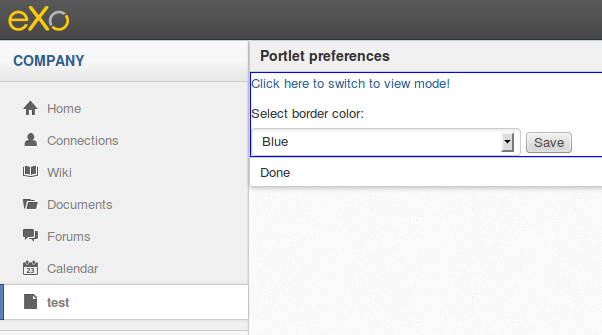 eXo
COMPANY
Home
Connections
Wiki
Documents
Forums
23 Calendar
test
Portlet preferences
Click here to switch to view mode!
Select border color:
Blue Save
Done